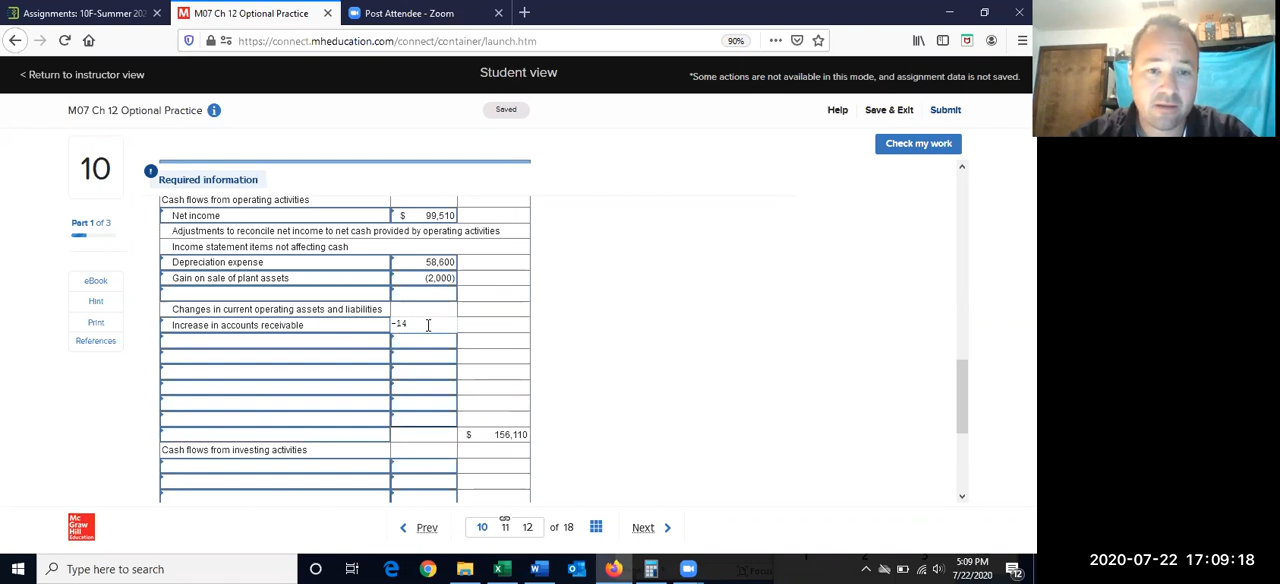 Assignments: 10F-Summer 202
M07 Ch 12 Optional Practice
Post Attendee - Zoom
https://connect.mheducation.com/connect/container/launch.htm
90%
< Return to instructor view
Student view
*Some actions are not available in this mode, and assignment data is not saved.
M07 Ch 12 Optional Practice
Saved
Help
Save & Exit
Submit
Check my work
10
Required information
Part 1 of 3
eBook
Hint
Print
References
Cash flows from operating activities
Net income $ 99,510
Adjustments to reconcile net income to net cash provided by operating activities
Income statement items not affecting cash
Depreciation expense 58,600
Gain on sale of plant assets (2,000)
Changes in current operating assets and liabilities
Increase in accounts receivable -14
$ 156,110
Cash flows from investing activities
Mc
Graw
Hill
Education
< Prev 10 11 12 of 18 Next >
Type here to search
5:09 PM
7/22/2020
12
2020-07-22 17:09:18